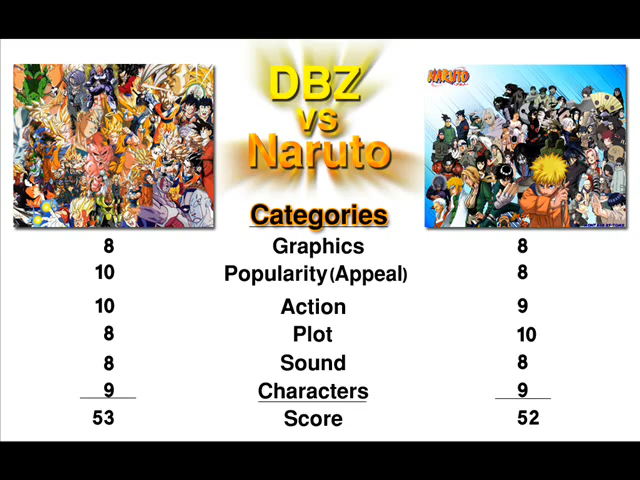 DBZ
vs
Naruto
NARUTO
Categories
8 Graphics 8
10 Popularity (Appeal) 8
10 Action 9
8 Plot 10
8 Sound 8
9 Characters 9
53 Score 52